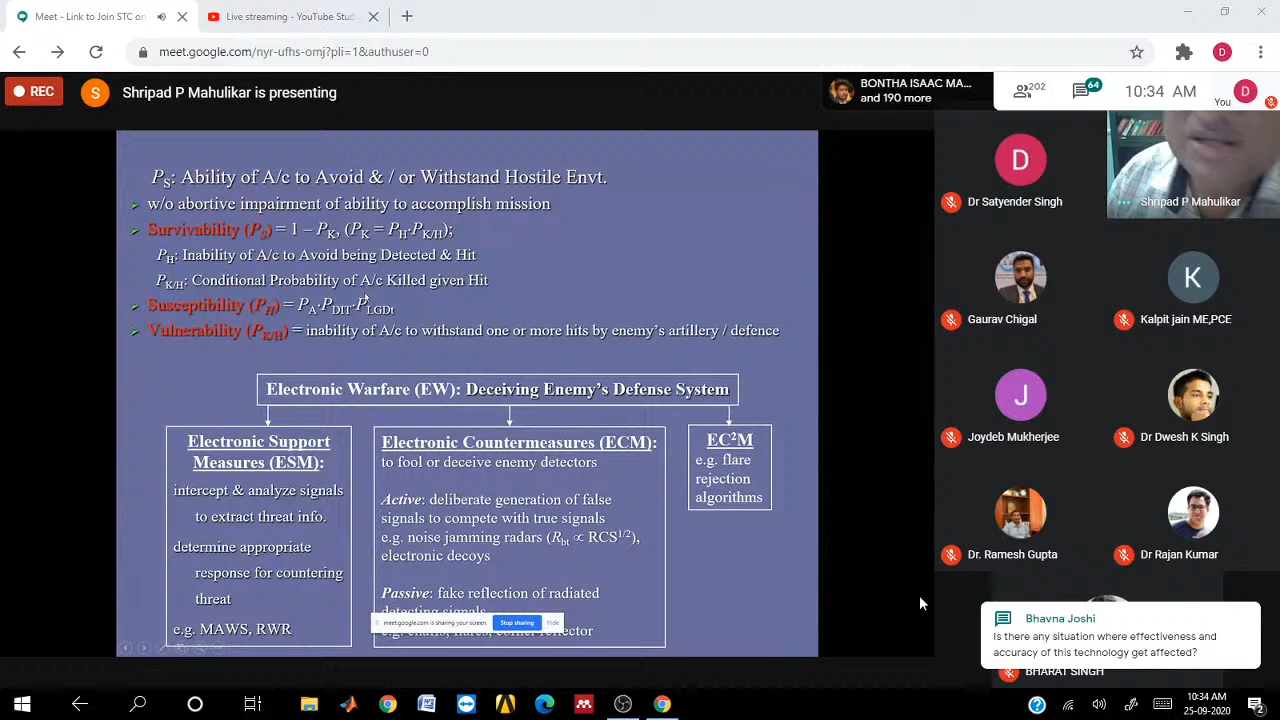 Meet - Link to Join STC on
Live streaming - YouTube Stud
meet.google.com/nyr-ufhs-omj?pli=1&authuser=0
D
REC
S
Shripad P Mahulikar is presenting
BONTHA ISAAC MA...
and 190 more
202
64
10:34 AM
You
D
PS: Ability of A/c to Avoid & / or Withstand Hostile Envt.
w/o abortive impairment of ability to accomplish mission
Survivability (PS) = 1 – PK, (PK = PH·PK/H);
PH: Inability of A/c to Avoid being Detected & Hit
PK/H: Conditional Probability of A/c Killed given Hit
Susceptibility (PH) = PA·PDIT·PLGDt
Vulnerability (PK/H) = inability of A/c to withstand one or more hits by enemy's artillery / defence
Electronic Warfare (EW): Deceiving Enemy's Defense System
Electronic Support
Measures (ESM):
intercept & analyze signals
to extract threat info.
determine appropriate
response for countering
threat
e.g. MAWS, RWR
Electronic Countermeasures (ECM):
to fool or deceive enemy detectors
Active: deliberate generation of false
signals to compete with true signals
e.g. noise jamming radars (Rbt ∝ RCS1/2),
electronic decoys
Passive: fake reflection of radiated
detecting signals
e.g. chaffs, flares, corner reflector
meet.google.com is sharing your screen.
Stop sharing
Hide
EC2M
e.g. flare
rejection
algorithms
D
Dr Satyender Singh
Shripad P Mahulikar
Gaurav Chigal
K
Kalpit jain ME,PCE
J
Joydeb Mukherjee
Dr Dwesh K Singh
Dr. Ramesh Gupta
Dr Rajan Kumar
Bhavna Joshi
Is there any situation where effectiveness and
accuracy of this technology get affected?
BHARAT SINGH
10:34 AM
25-09-2020
2